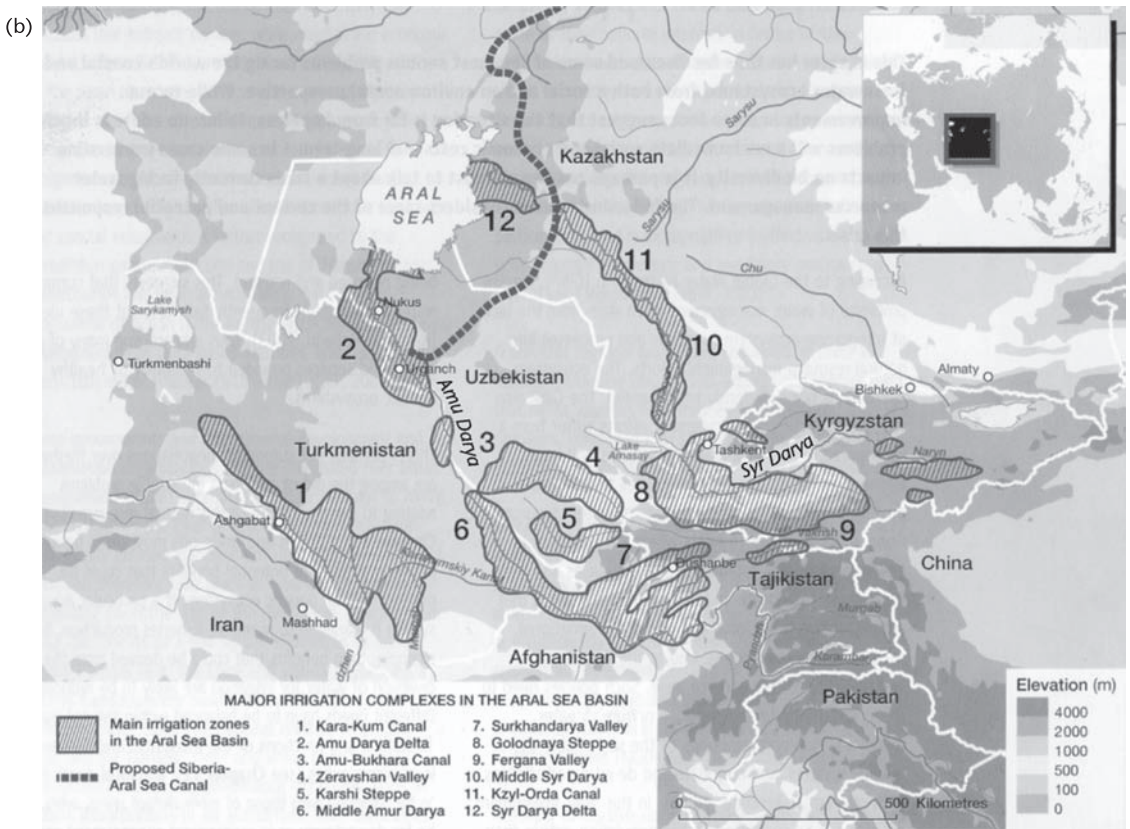 (b)
Kazakhstan
Sarysu
Sarysu
ARAL
SEA
12
11
Chu
Lake
Sarykamysh
Nukus
2
10
Turkmenbashi
Urganch
Uzbekistan
Almaty
Bishkek
Amu Darya
Kyrgyzstan
Turkmenistan
3
Lake
Tashkent
Syr Darya
Naryn
4
8
1
5
6
9
Ashgabat
7
China
Dushanbe
Tajikistan
Murgab
Iran
Mashhad
Afghanistan
Pakistan
MAJOR IRRIGATION COMPLEXES IN THE ARAL SEA BASIN
Main irrigation zones
in the Aral Sea Basin
Proposed Siberia-
Aral Sea Canal
1. Kara-Kum Canal
2. Amu Darya Delta
3. Amu-Bukhara Canal
4. Zeravshan Valley
5. Karshi Steppe
6. Middle Amur Darya
7. Surkhandarya Valley
8. Golodnaya Steppe
9. Fergana Valley
10. Middle Syr Darya
11. Kzyl-Orda Canal
12. Syr Darya Delta
0 500 Kilometres
Elevation (m)
4000
2000
1000
500
100
0